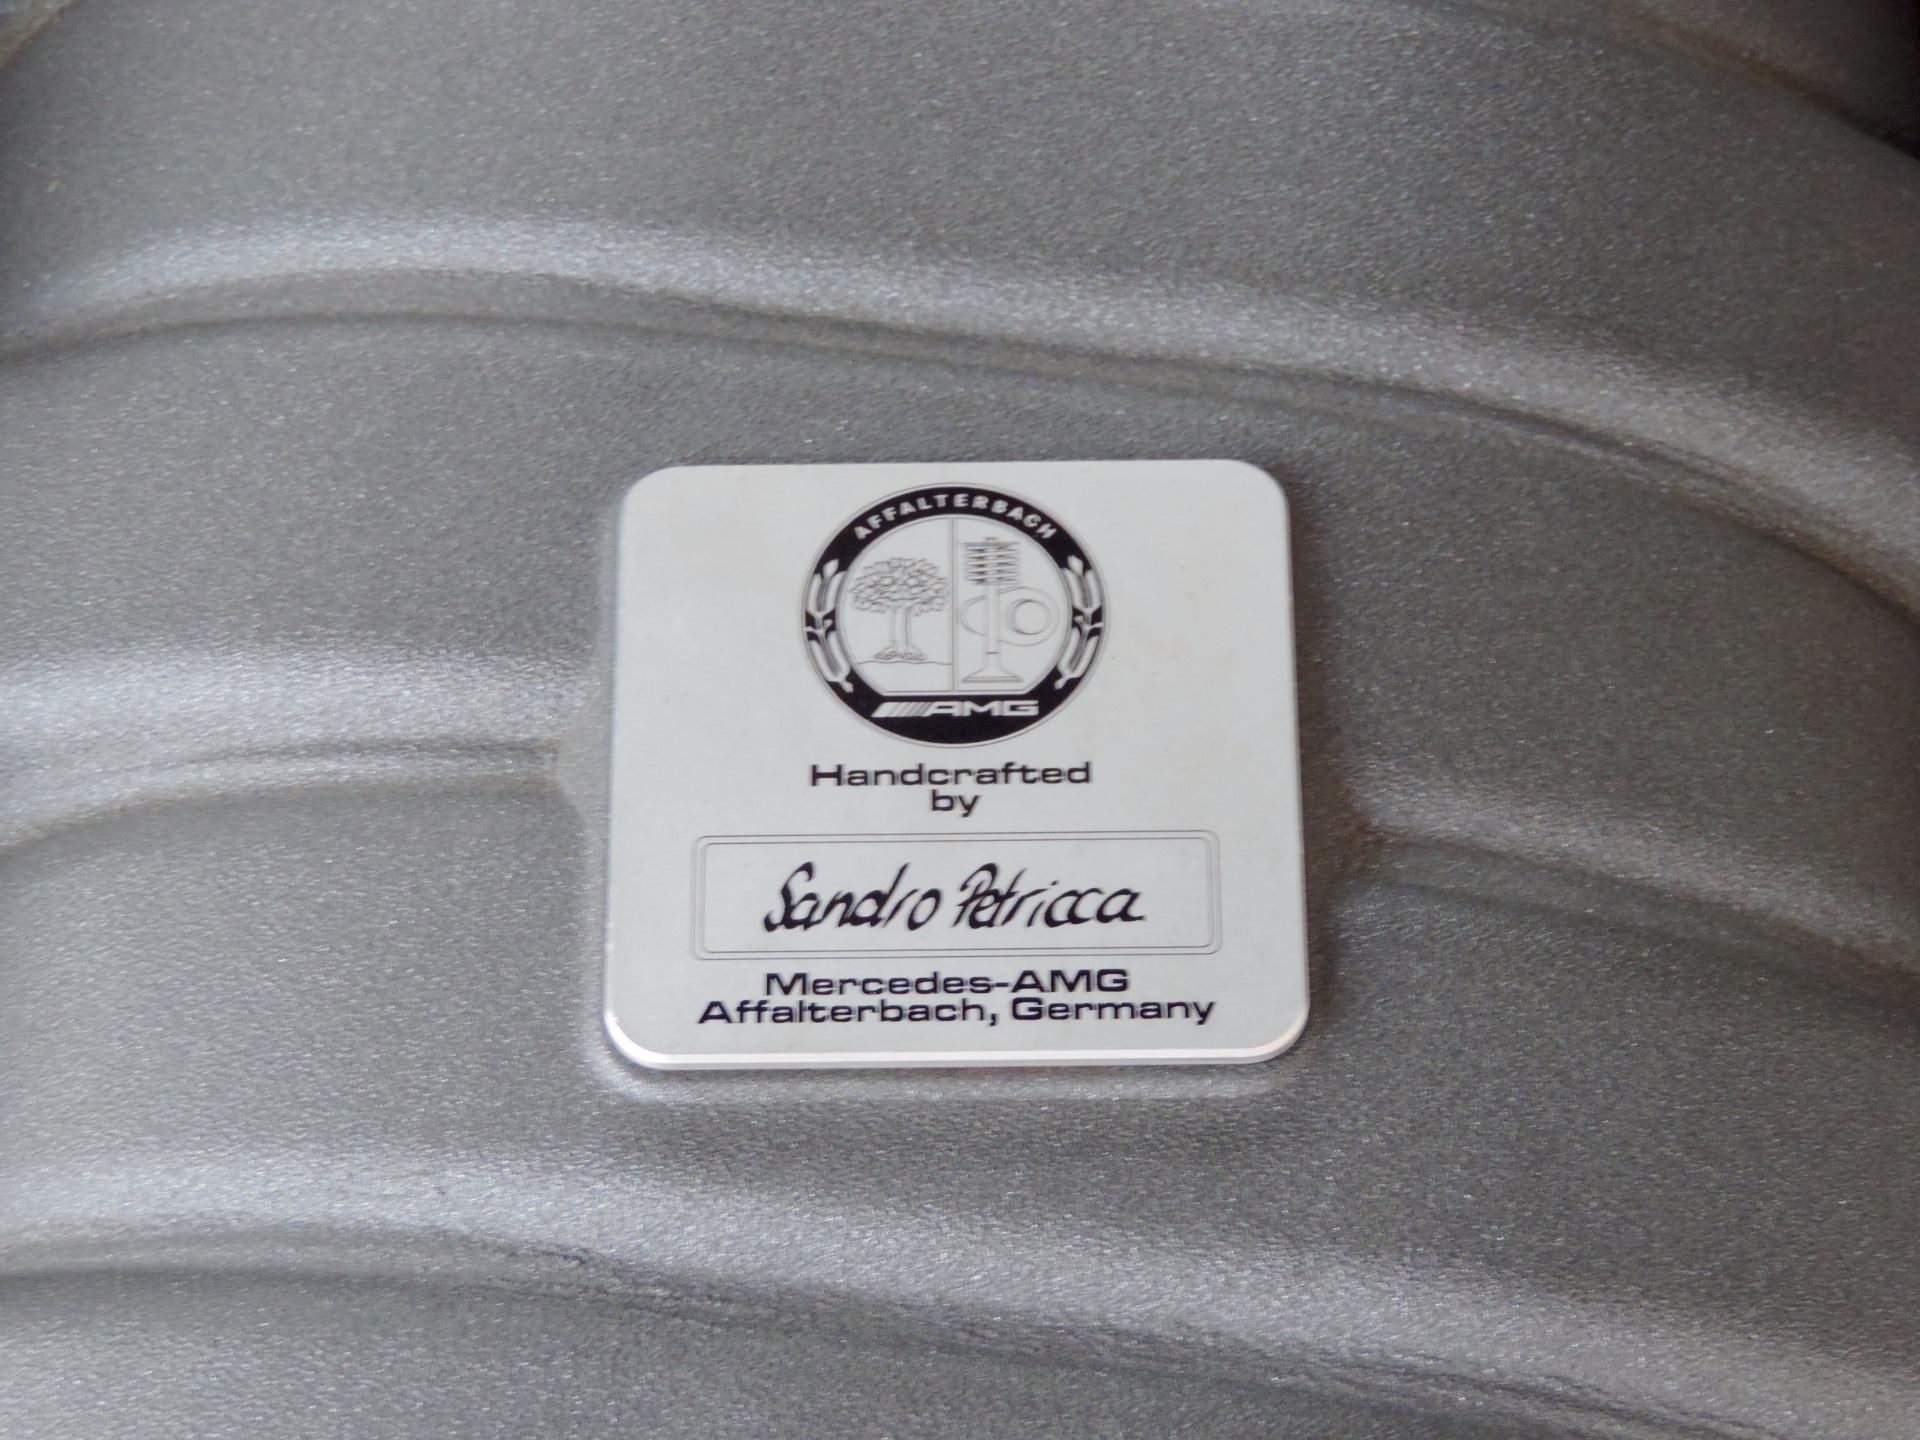 AFFALTERBACH
AMG
Handcrafted
by
Sandro Petricca
Mercedes-AMG
Affalterbach, Germany